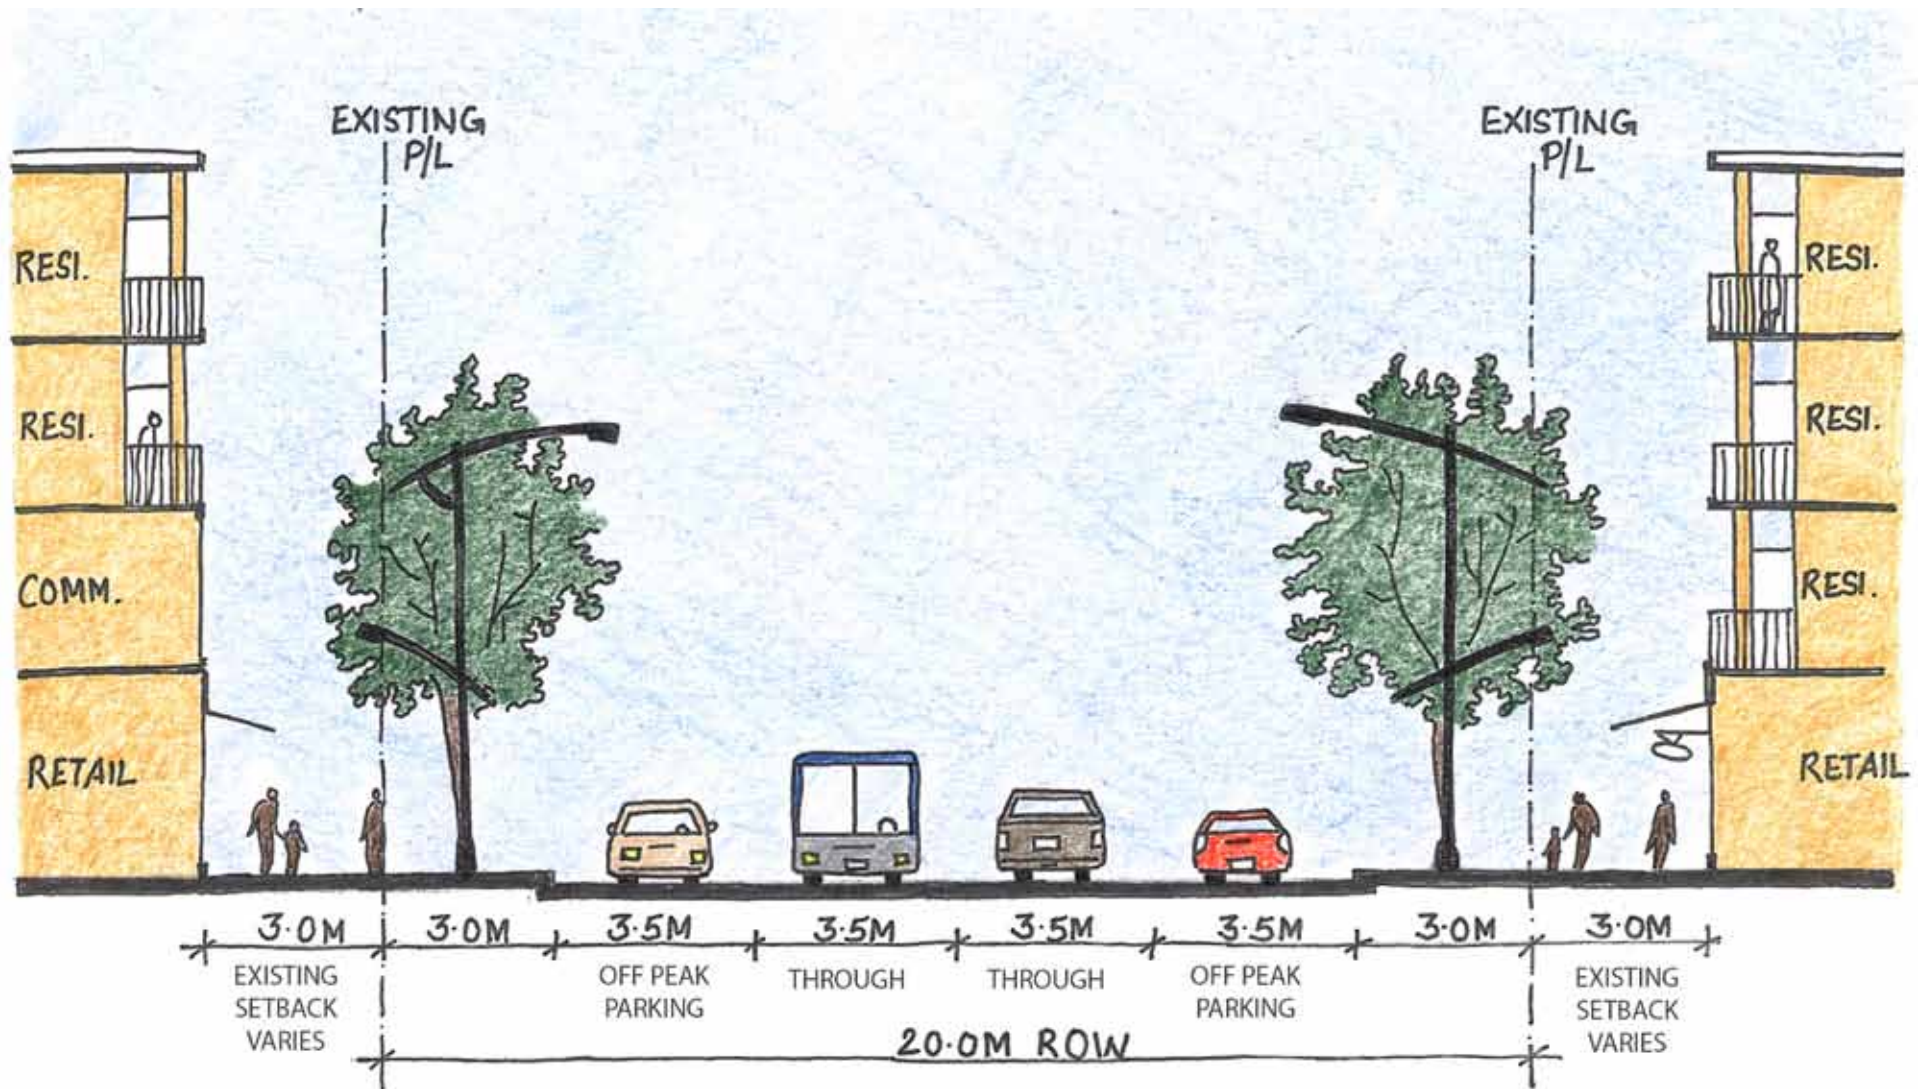 EXISTING
P/L
EXISTING
P/L
RESI.
RESI.
COMM.
RETAIL
RESI.
RESI.
RESI.
RETAIL
3.0M
3.0M
3.5M
3.5M
3.5M
3.5M
3.0M
3.0M
EXISTING
SETBACK
VARIES
OFF PEAK
PARKING
THROUGH
THROUGH
OFF PEAK
PARKING
EXISTING
SETBACK
VARIES
20.0M ROW